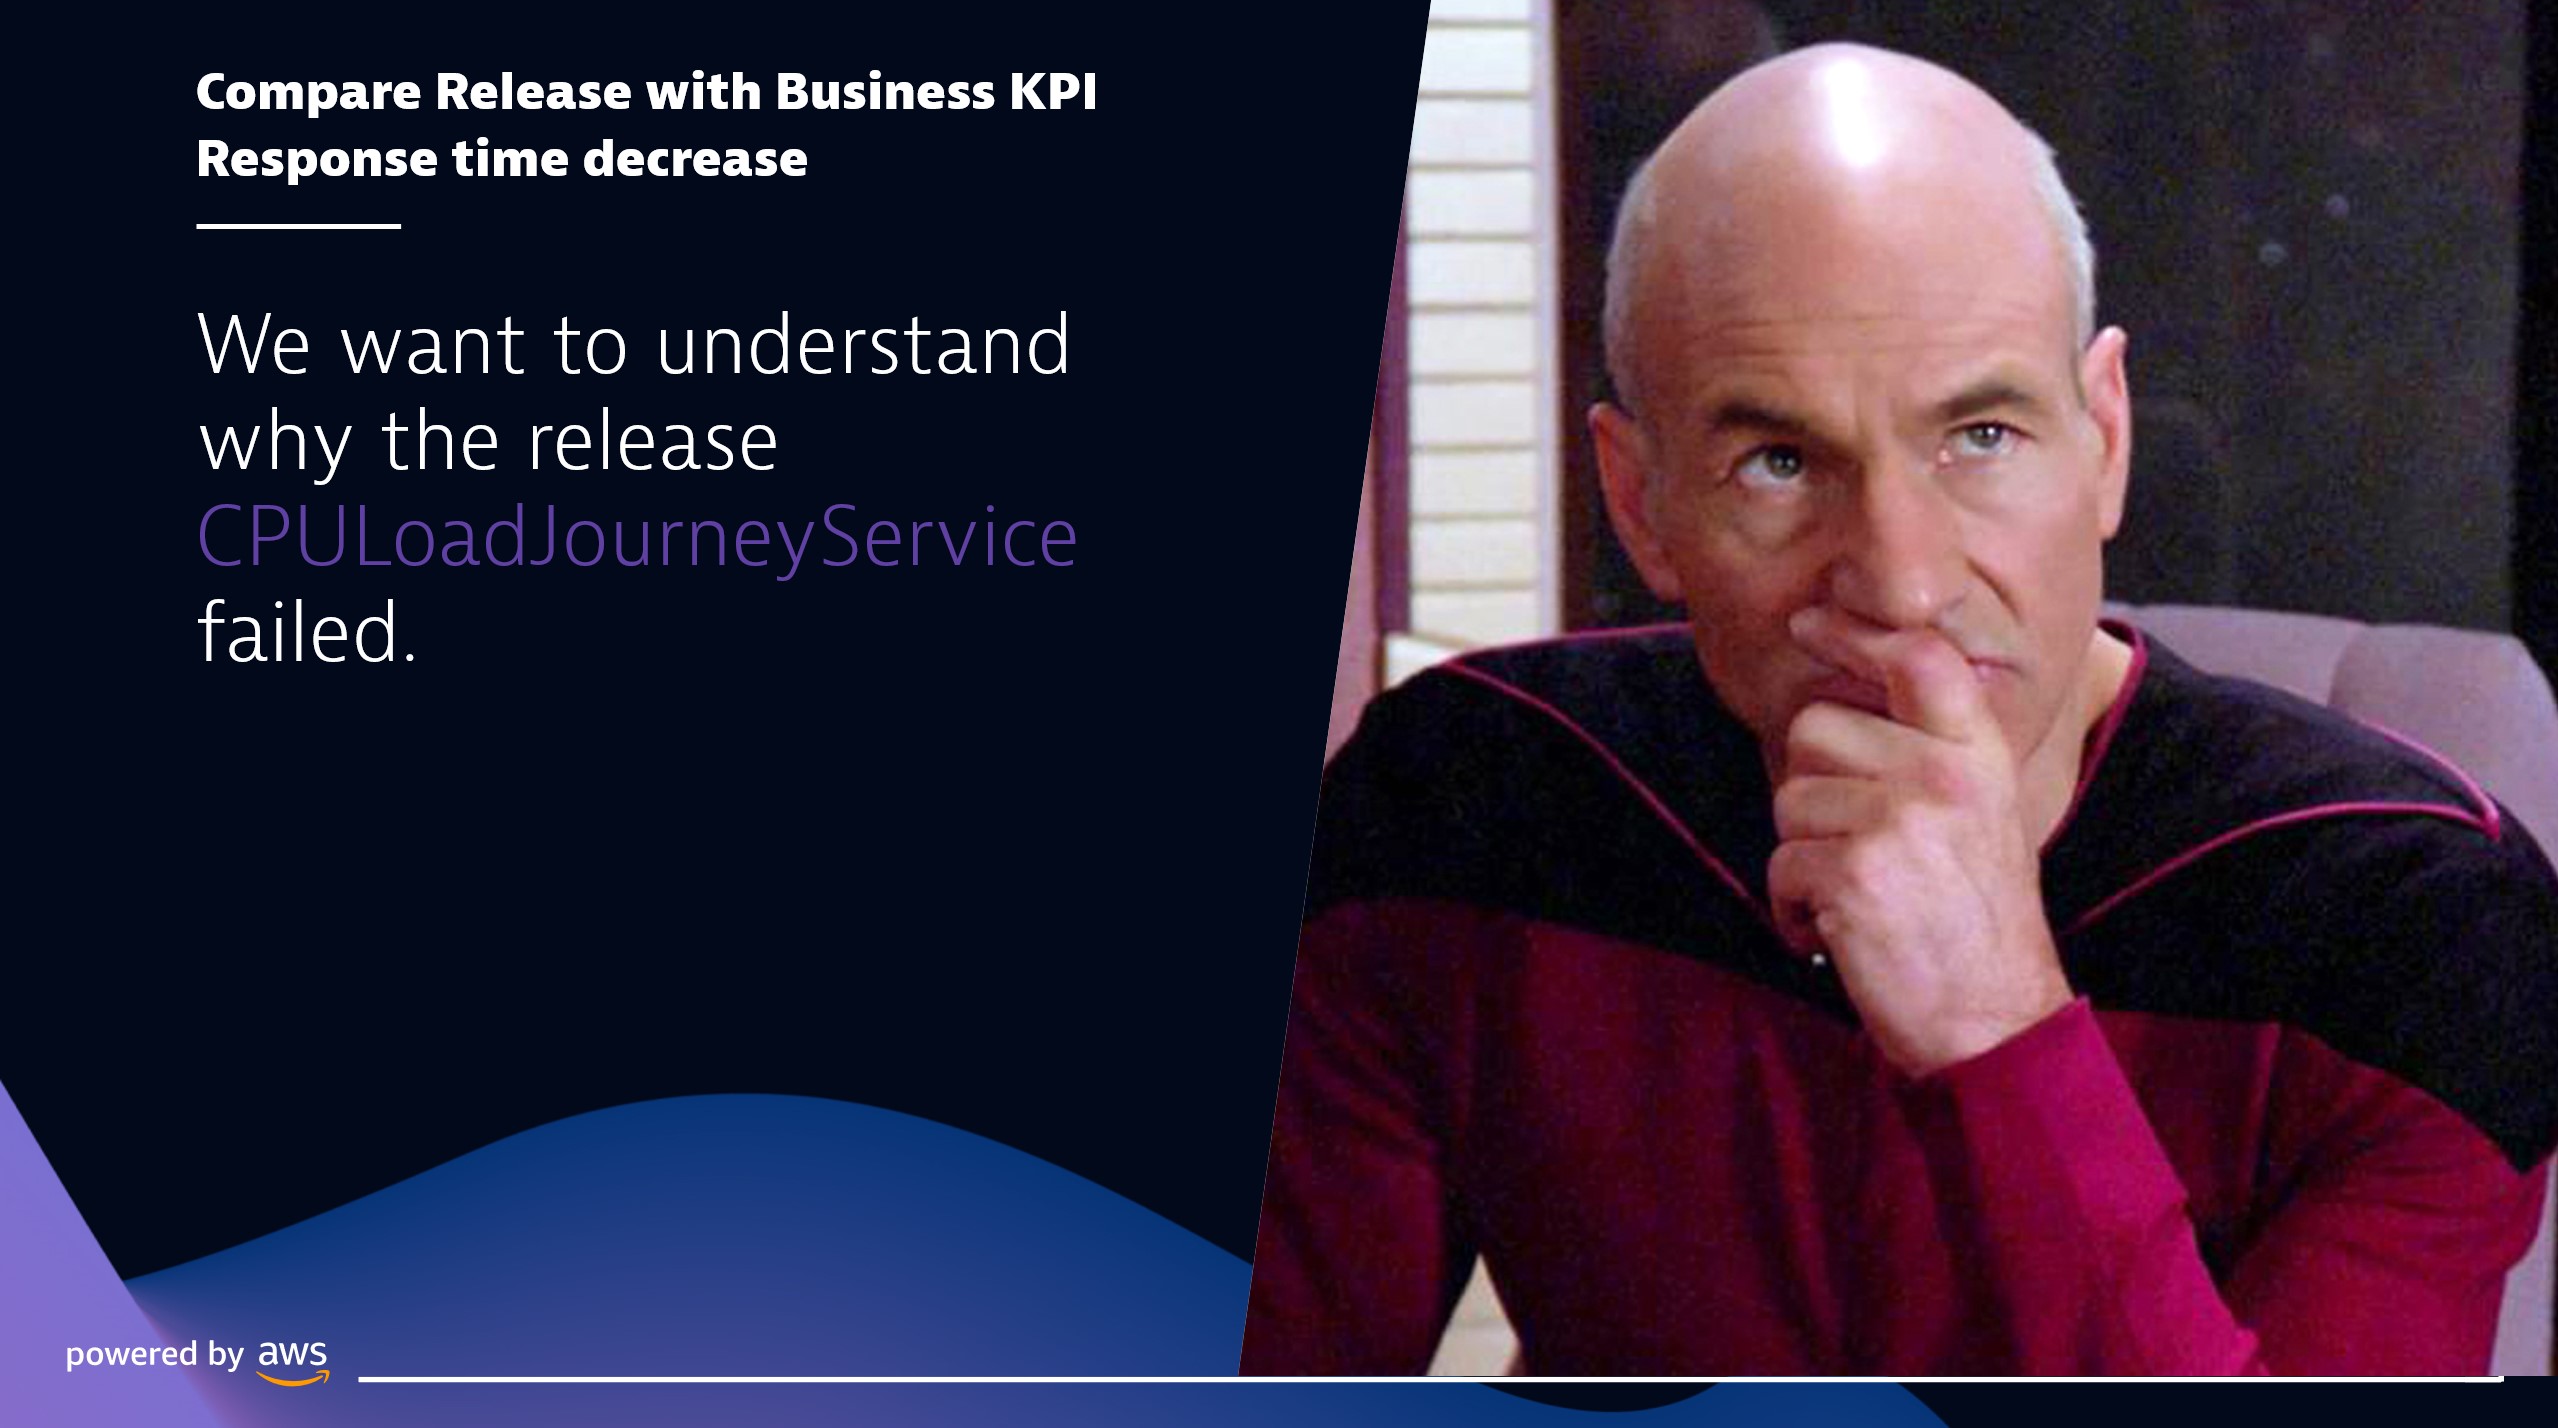 Compare Release with Business KPI
Response time decrease
We want to understand
why the release
CPULoadJourneyService
failed.
powered by aws